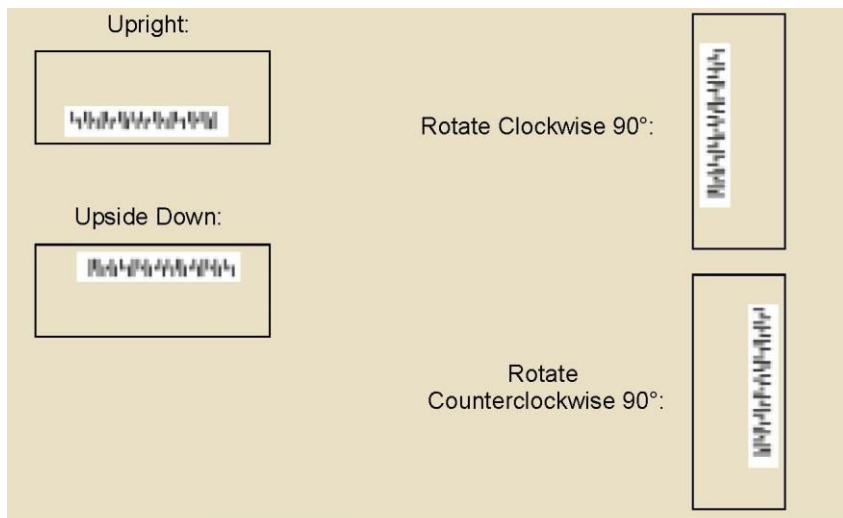 Upright:
Upside Down:
Rotate Clockwise 90°:
Rotate
Counterclockwise 90°: